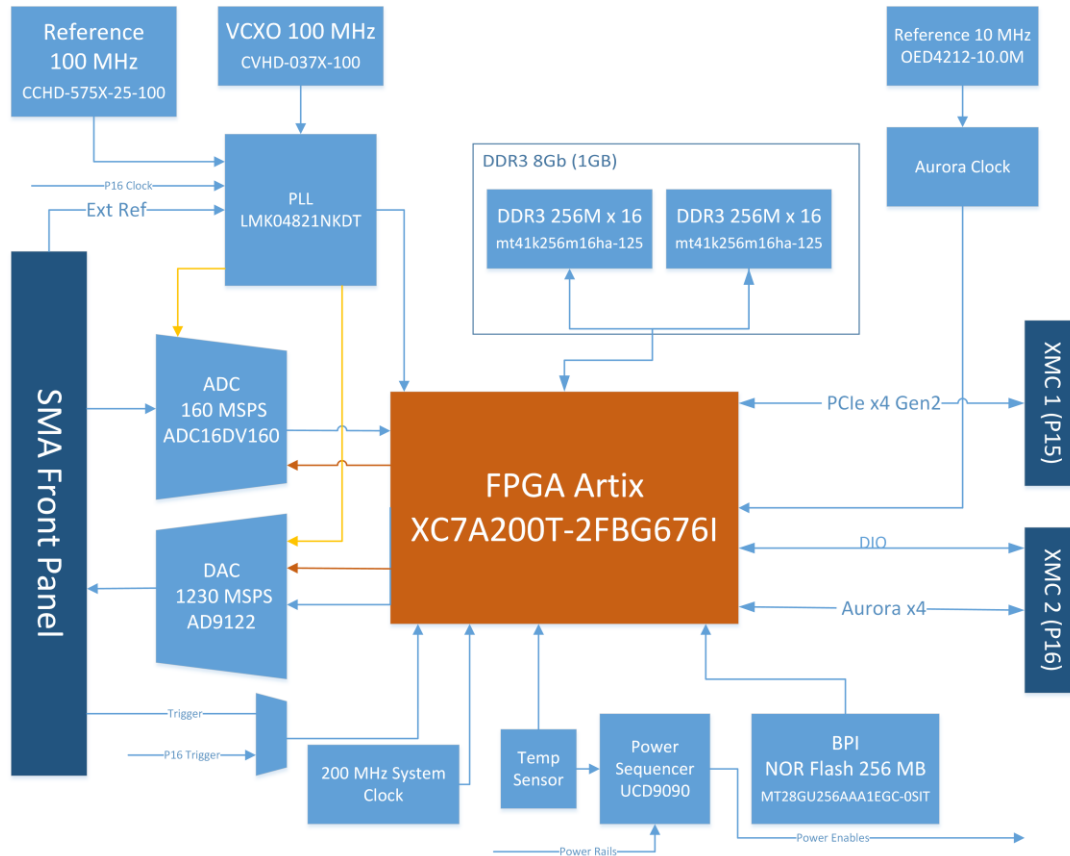 Reference
100 MHz
CCHD-575X-25-100
VCXO 100 MHz
CVHD-037X-100
Reference 10 MHz
OED4212-10.0M
P16 Clock
Ext Ref
PLL
LMK04821NKDT
DDR3 8Gb (1GB)
DDR3 256M x 16
mt41k256m16ha-125
DDR3 256M x 16
mt41k256m16ha-125
Aurora Clock
SMA Front Panel
ADC
160 MSPS
ADC16DV160
FPGA Artix
XC7A200T-2FBG676I
PCIe x4 Gen2
XMC 1 (P15)
DAC
1230 MSPS
AD9122
DIO
Aurora x4
XMC 2 (P16)
Trigger
P16 Trigger
200 MHz System
Clock
Temp
Sensor
Power
Sequencer
UCD9090
BPI
NOR Flash 256 MB
MT28GU256AAA1EGC-0SIT
Power Rails
Power Enables